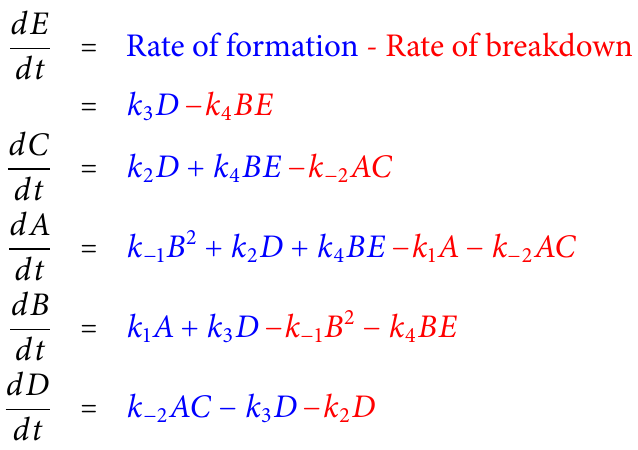 dE/dt = Rate of formation - Rate of breakdown
= k₃D – k₄BE
dC/dt = k₂D + k₄BE – k₋₂AC
dA/dt = k₋₁B² + k₂D + k₄BE – k₁A – k₋₂AC
dB/dt = k₁A + k₃D – k₋₁B² – k₄BE
dD/dt = k₋₂AC – k₃D – k₂D